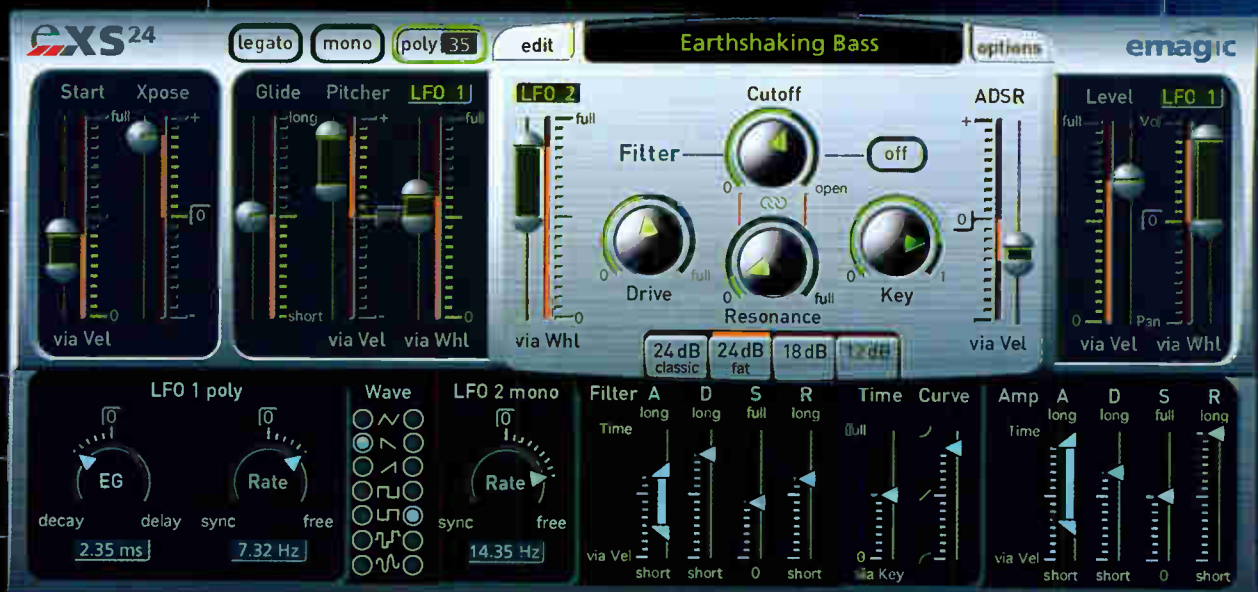 EXS24 legato mono poly 35 edit Earthshaking Bass options emagic
Start Xpose Glide Pitcher LFO 1 LFO 2 Cutoff ADSR Level LFO 1
full + long + full full + full Vol
Filter off
0 open
0 0 0 0
0 full 0 1
Drive 0 full Key
Resonance
0 - short - 0 0 - 0 Pan
via Vel via Vel via Whl via Whl via Vel via Vel via Whl
24 dB classic 24 dB fat 18 dB 12 dB
LFO 1 poly Wave LFO 2 mono Filter A D S R Time Curve Amp A D S R
long long full long long long full long
0 0 0 Time full Time
EG Rate Rate
decay delay sync free sync free
2.35 ms 7.32 Hz 14.35 Hz
via Vel 0 via Vel
short short 0 short via Key short short 0 short